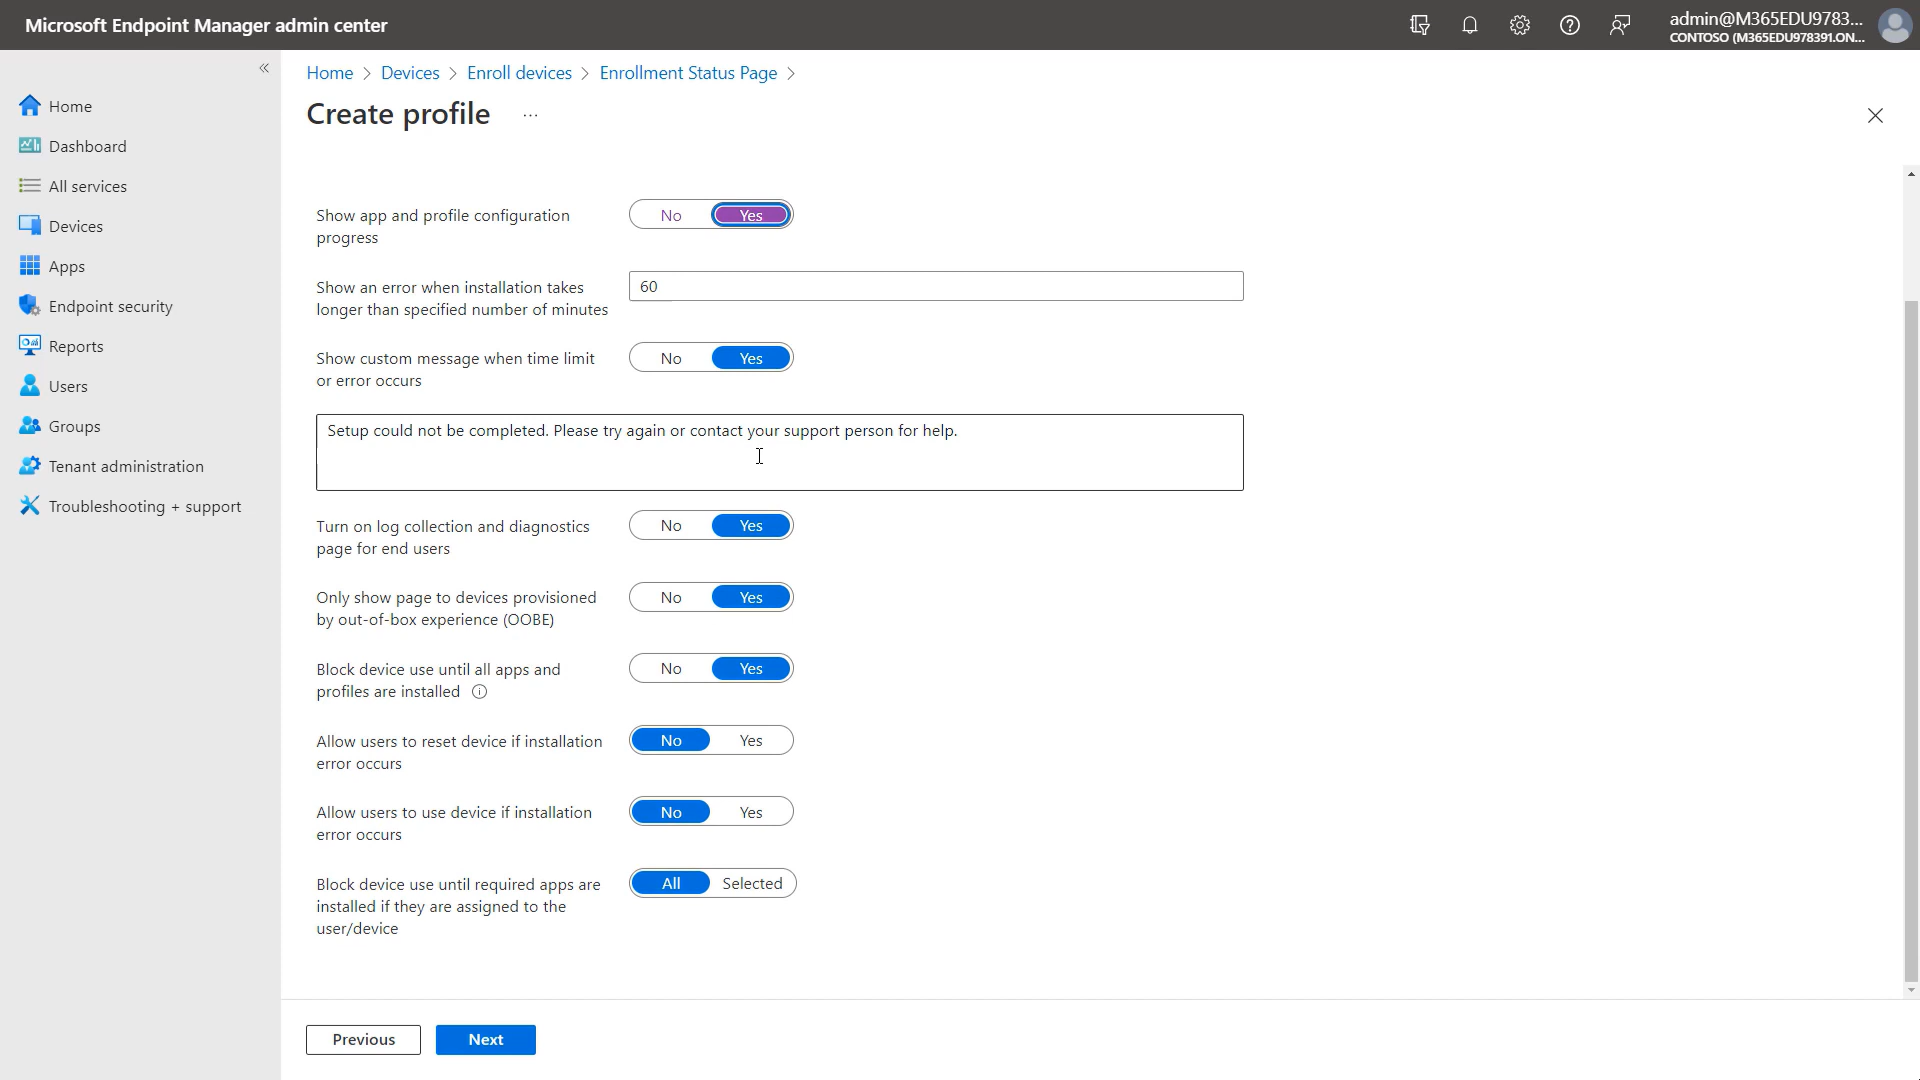 Microsoft Endpoint Manager admin center
admin@M365EDU9783...
CONTOSO (M365EDU978391.ON...
Home
Dashboard
All services
Devices
Apps
Endpoint security
Reports
Users
Groups
Tenant administration
Troubleshooting + support
Home > Devices > Enroll devices > Enrollment Status Page >
Create profile ...
Show app and profile configuration
progress
No Yes
Show an error when installation takes
longer than specified number of minutes
60
Show custom message when time limit
or error occurs
No Yes
Setup could not be completed. Please try again or contact your support person for help.
Turn on log collection and diagnostics
page for end users
No Yes
Only show page to devices provisioned
by out-of-box experience (OOBE)
No Yes
Block device use until all apps and
profiles are installed
No Yes
Allow users to reset device if installation
error occurs
No Yes
Allow users to use device if installation
error occurs
No Yes
Block device use until required apps are
installed if they are assigned to the
user/device
All Selected
Previous Next